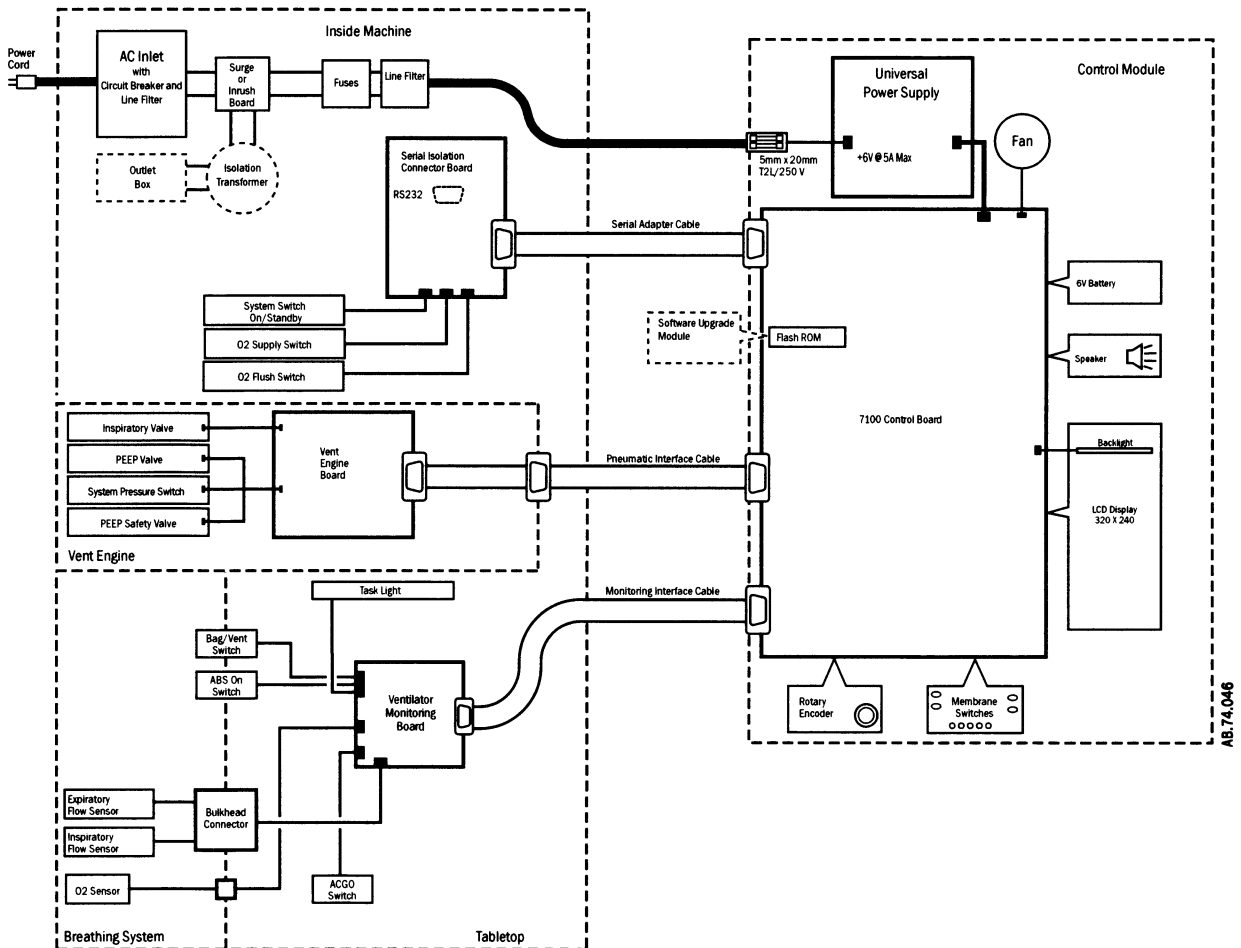 Inside Machine
Power
Cord
AC Inlet
with
Circuit Breaker and
Line Filter
Surge
or
Inrush
Board
Fuses
Line Filter
Outlet
Box
Isolation
Transformer
Serial Isolation
Connector Board
RS232
System Switch
On/Standby
O2 Supply Switch
O2 Flush Switch
Serial Adapter Cable
Control Module
Universal
Power Supply
+6V @ 5A Max
5mm x 20mm
T2L/250 V
Fan
6V Battery
Speaker
Software Upgrade
Module
Flash ROM
7100 Control Board
Backlight
LCD Display
320 X 240
Rotary
Encoder
Membrane
Switches
Inspiratory Valve
PEEP Valve
System Pressure Switch
PEEP Safety Valve
Vent
Engine
Board
Vent Engine
Pneumatic Interface Cable
Task Light
Monitoring Interface Cable
Bag/Vent
Switch
ABS On
Switch
Ventilator
Monitoring
Board
Expiratory
Flow Sensor
Inspiratory
Flow Sensor
Bulkhead
Connector
O2 Sensor
ACGO
Switch
Breathing System
Tabletop
AB.74.046